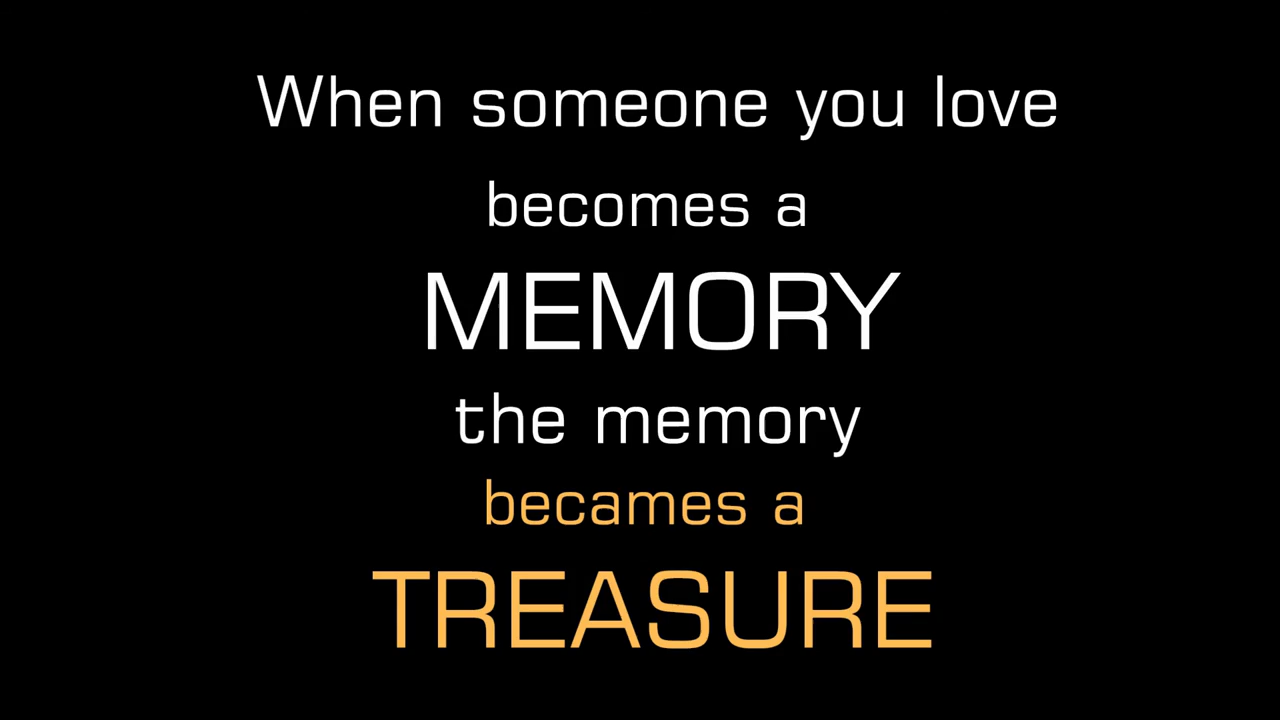 When someone you love
becomes a
MEMORY
the memory
becames a
TREASURE